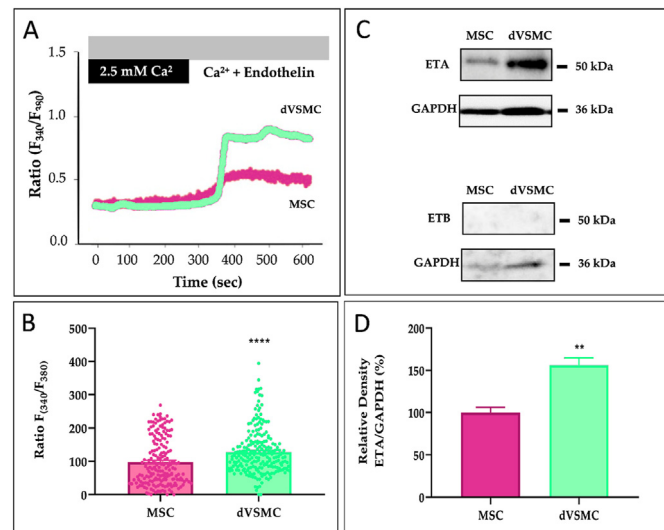 A
2.5 mM Ca²
Ca²⁺ + Endothelin
Ratio (F₃₄₀/F₃₈₀)
1.5
1.0
0.5
0.0
dVSMC
MSC
0 100 200 300 400 500 600
Time (sec)
B
Ratio F(340/F380)
500
400
300
200
100
0
****
MSC dVSMC
C
MSC dVSMC
ETA
50 kDa
GAPDH
36 kDa
MSC dVSMC
ETB
50 kDa
GAPDH
36 kDa
D
Relative Density
ETA/GAPDH (%)
200
150
100
50
0
**
MSC dVSMC